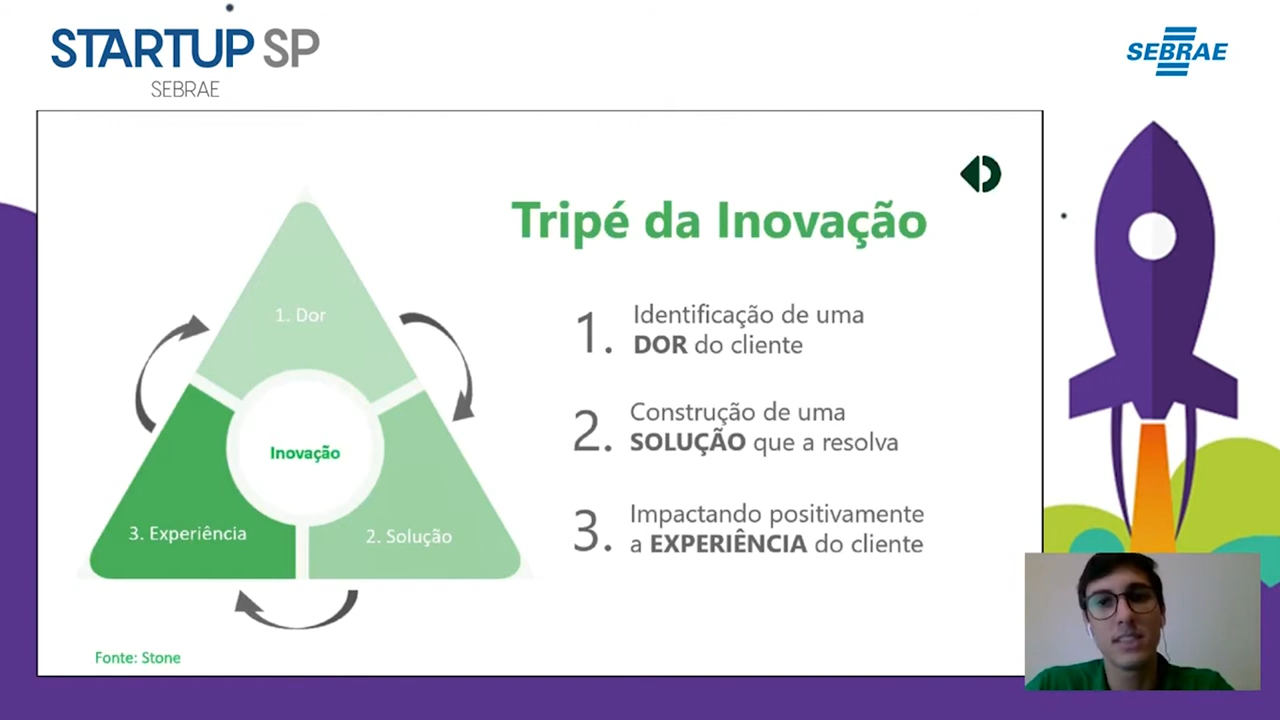 STARTUP SP
SEBRAE
SEBRAE
Tripé da Inovação
1. Dor
Inovação
3. Experiência
2. Solução
1. Identificação de uma
DOR do cliente
2. Construção de uma
SOLUÇÃO que a resolva
3. Impactando positivamente
a EXPERIÊNCIA do cliente
Fonte: Stone